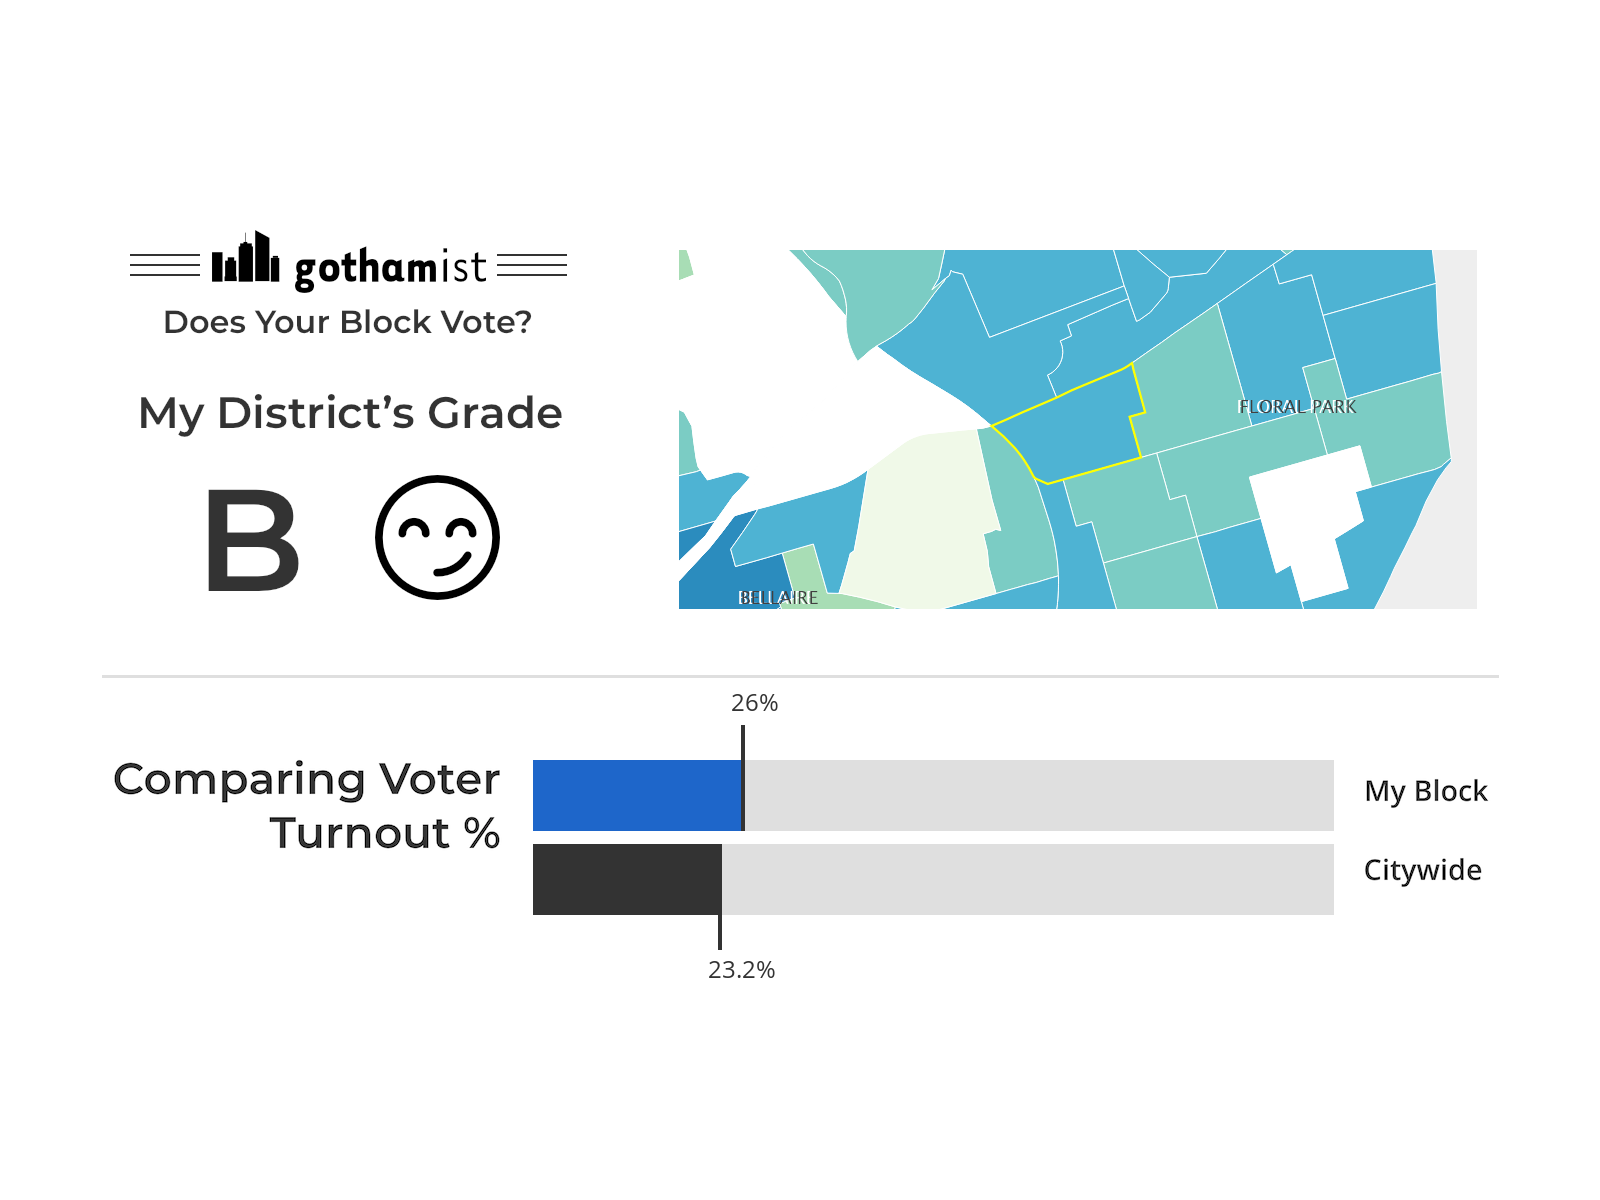 gothamist
Does Your Block Vote?
My District’s Grade
B
FLORAL PARK
BELLAIRE
26%
Comparing Voter
Turnout %
My Block
Citywide
23.2%